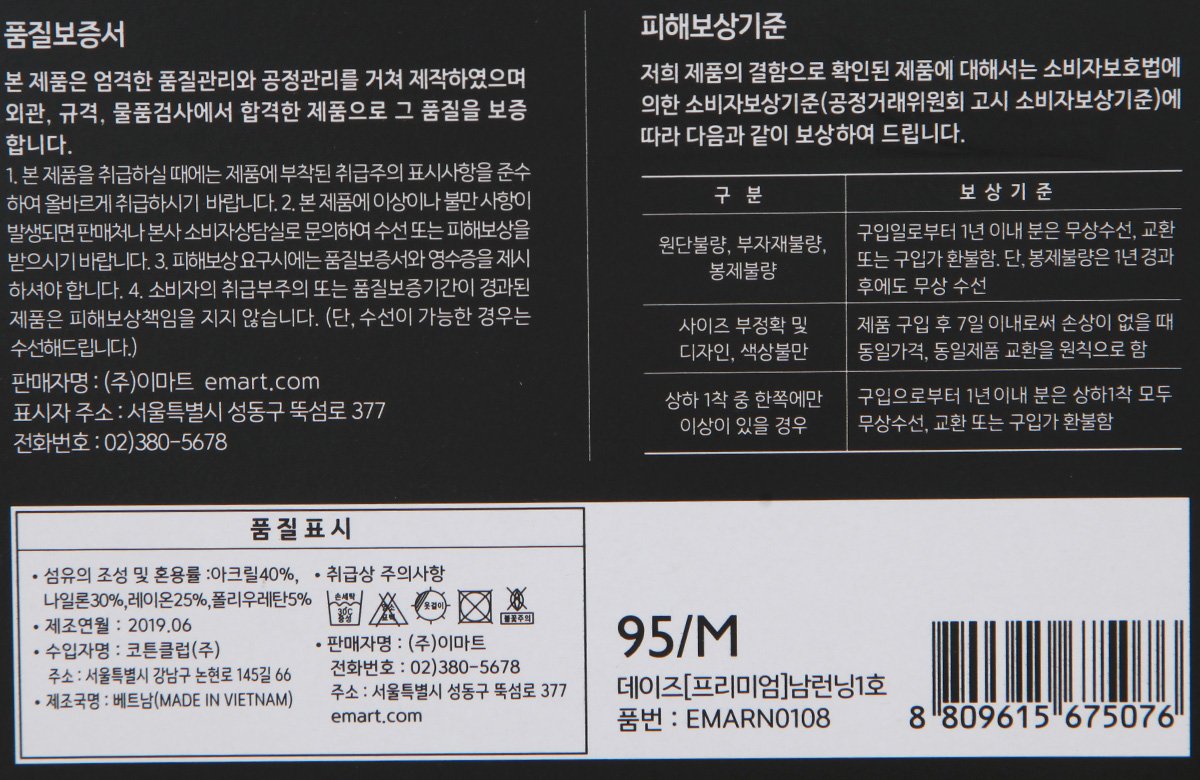 품질보증서
본 제품은 엄격한 품질관리와 공정관리를 거쳐 제작하였으며
외관, 규격, 물품검사에서 합격한 제품으로 그 품질을 보증
합니다.
1. 본 제품을 취급하실 때에는 제품에 부착된 취급주의 표시사항을 준수
하여 올바르게 취급하시기 바랍니다. 2. 본 제품에 이상이나 불만 사항이
발생되면 판매처나 본사 소비자상담실로 문의하여 수선 또는 피해보상을
받으시기 바랍니다. 3. 피해보상 요구시에는 품질보증서와 영수증을 제시
하셔야 합니다. 4. 소비자의 취급부주의 또는 품질보증기간이 경과된
제품은 피해보상책임을 지지 않습니다. (단, 수선이 가능한 경우는
수선해드립니다.)
판매자명 : (주)이마트 emart.com
표시자 주소 : 서울특별시 성동구 뚝섬로 377
전화번호 : 02)380-5678
피해보상기준
저희 제품의 결함으로 확인된 제품에 대해서는 소비자보호법에
의한 소비자보상기준(공정거래위원회 고시 소비자보상기준)에
따라 다음과 같이 보상하여 드립니다.
구 분
보 상 기 준
원단불량, 부자재불량,
봉제불량
구입일로부터 1년 이내 분은 무상수선, 교환
또는 구입가 환불함. 단, 봉제불량은 1년 경과
후에도 무상 수선
사이즈 부정확 및
디자인, 색상불만
제품 구입 후 7일 이내로써 손상이 없을 때
동일가격, 동일제품 교환을 원칙으로 함
상하 1착 중 한쪽에만
이상이 있을 경우
구입으로부터 1년 이내 분은 상하1착 모두
무상수선, 교환 또는 구입가 환불함
품 질 표 시
• 섬유의 조성 및 혼용률 :아크릴40%,
나일론30%,레이온25%,폴리우레탄5%
• 제조연월 : 2019.06
• 수입자명 : 코튼클럽(주)
주소 : 서울특별시 강남구 논현로 145길 66
• 제조국명 : 베트남(MADE IN VIETNAM)
• 취급상 주의사항
손세탁
30℃
중성
염소
표백
옷걸이
불꽃주의
• 판매자명 : (주)이마트
전화번호 : 02)380-5678
주소 : 서울특별시 성동구 뚝섬로 377
emart.com
95/M
데이즈[프리미엄]남런닝1호
품번 : EMARN0108
8 809615 675076